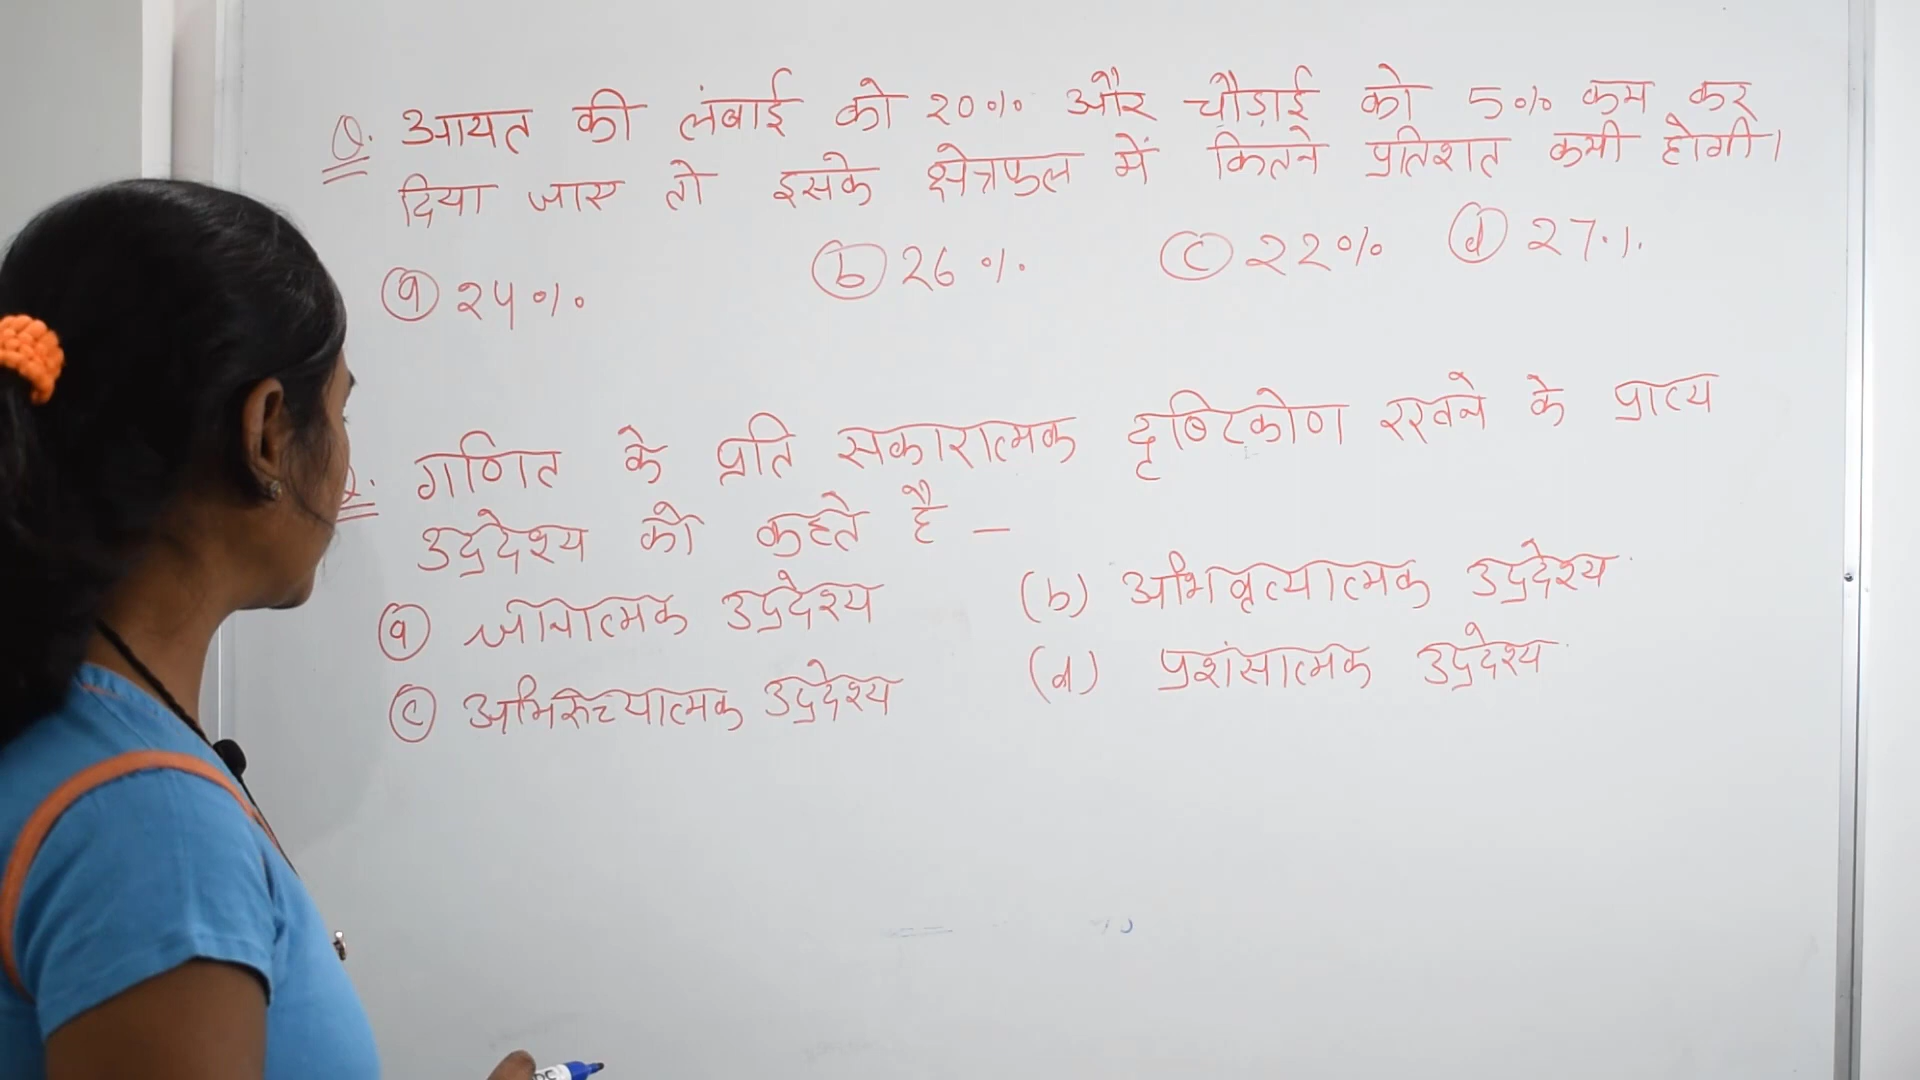 Q. आयत की लंबाई को 20% और चौड़ाई को 5% कम कर
दिया जाए तो इसके क्षेत्रफल में कितने प्रतिशत कमी होगी।
(a) 24% (b) 26% (c) 22% (d) 27%
Q. गणित के प्रति सकारात्मक दृष्टिकोण रखने के प्राप्य
उद्देश्य को कहते है –
(a) ज्ञानात्मक उद्देश्य (b) अभिवृत्यात्मक उद्देश्य
(c) अभिरुच्यात्मक उद्देश्य (d) प्रशंसात्मक उद्देश्य